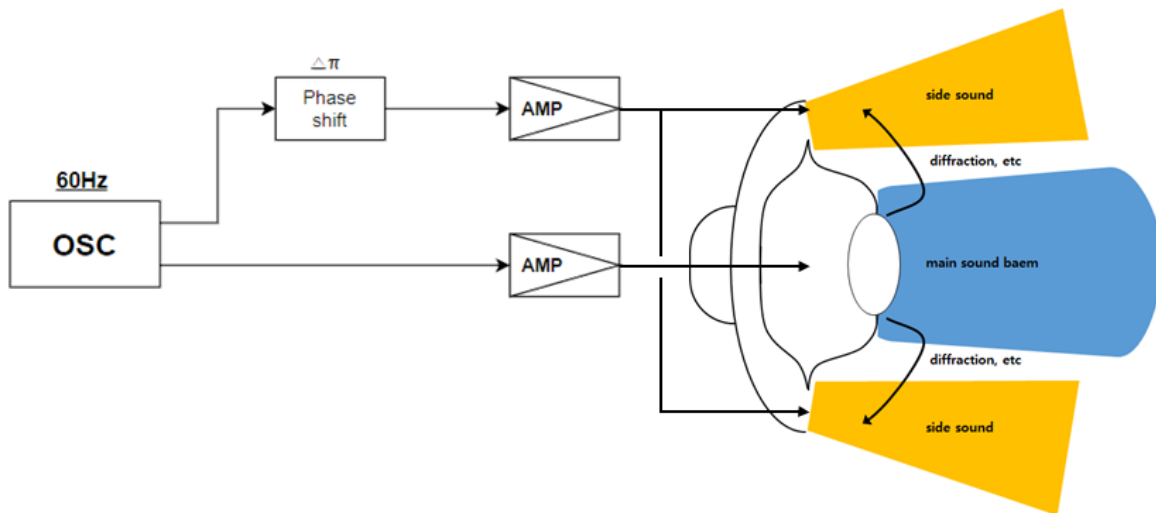 △π
Phase
shift
AMP
side sound
diffraction, etc
60Hz
OSC
AMP
main sound baem
diffraction, etc
side sound